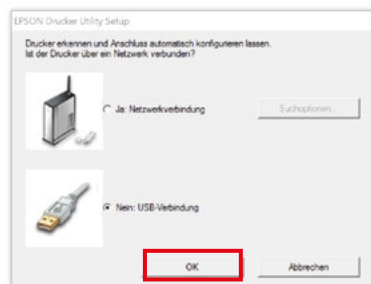 EPSON Drucker Utility Setup
Drucker erkennen und Anschluss automatisch konfigurieren lassen.
Ist der Drucker über ein Netzwerk verbunden?
Ja: Netzwerkverbindung
Suchoptionen...
Nein: USB-Verbindung
OK
Abbrechen